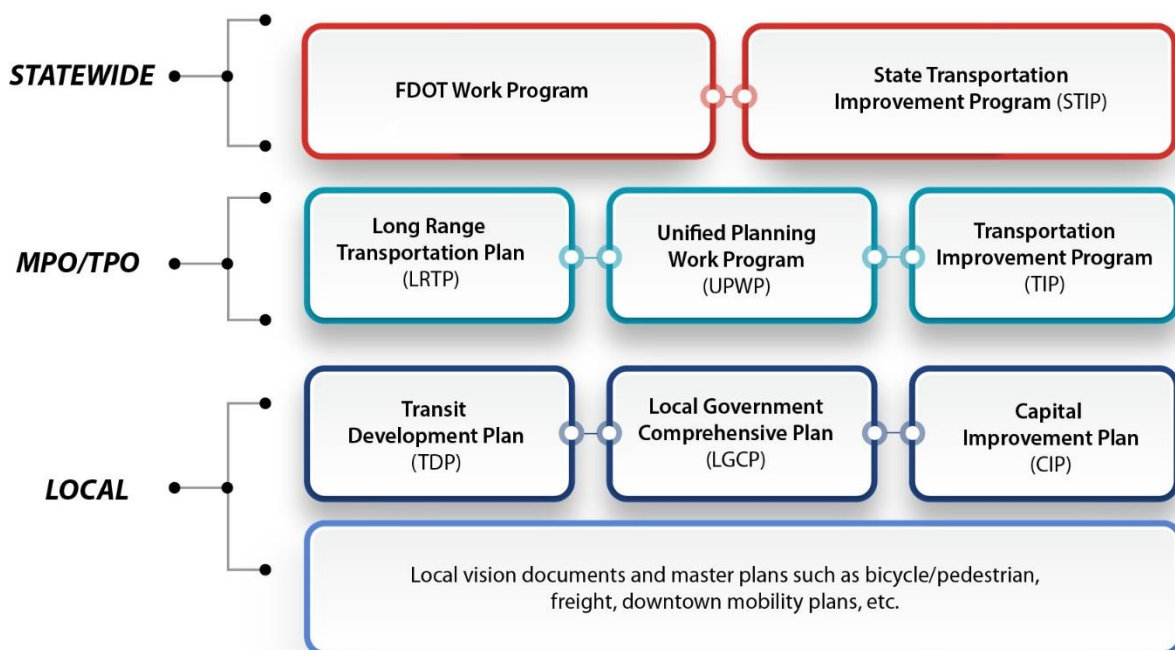 STATEWIDE
FDOT Work Program
State Transportation
Improvement Program (STIP)
MPO/TPO
Long Range
Transportation Plan
(LRTP)
Unified Planning
Work Program
(UPWP)
Transportation
Improvement Program
(TIP)
LOCAL
Transit
Development Plan
(TDP)
Local Government
Comprehensive Plan
(LGCP)
Capital
Improvement Plan
(CIP)
Local vision documents and master plans such as bicycle/pedestrian,
freight, downtown mobility plans, etc.